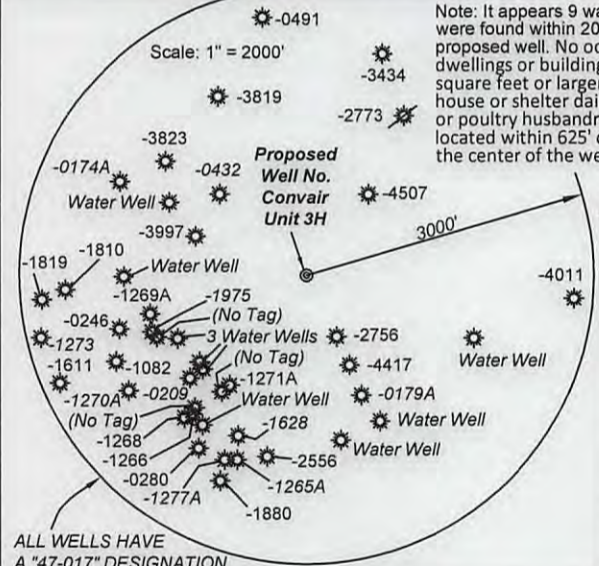 -0491
Scale: 1" = 2000'
Note: It appears 9 wa
were found within 20
proposed well. No oc
dwellings or building
square feet or larger
house or shelter dai
or poultry husbandr
located within 625'
the center of the we
-3434
-3819
-2773
-3823
-0174A
-0432
Water Well
Proposed
Well No.
Convair
Unit 3H
-4507
-3997
3000'
-1819
-1810
Water Well
-4011
-1269A
-1975
(No Tag)
-0246
3 Water Wells
-1273
-2756
Water Well
(No Tag)
-1611
-1082
-4417
-1271A
-1270A
-0209
Water Well
-0179A
(No Tag)
Water Well
-1268
-1628
Water Well
-1266
-0280
-2556
-1277A
-1265A
-1880
ALL WELLS HAVE
A "47-017" DESIGNATION